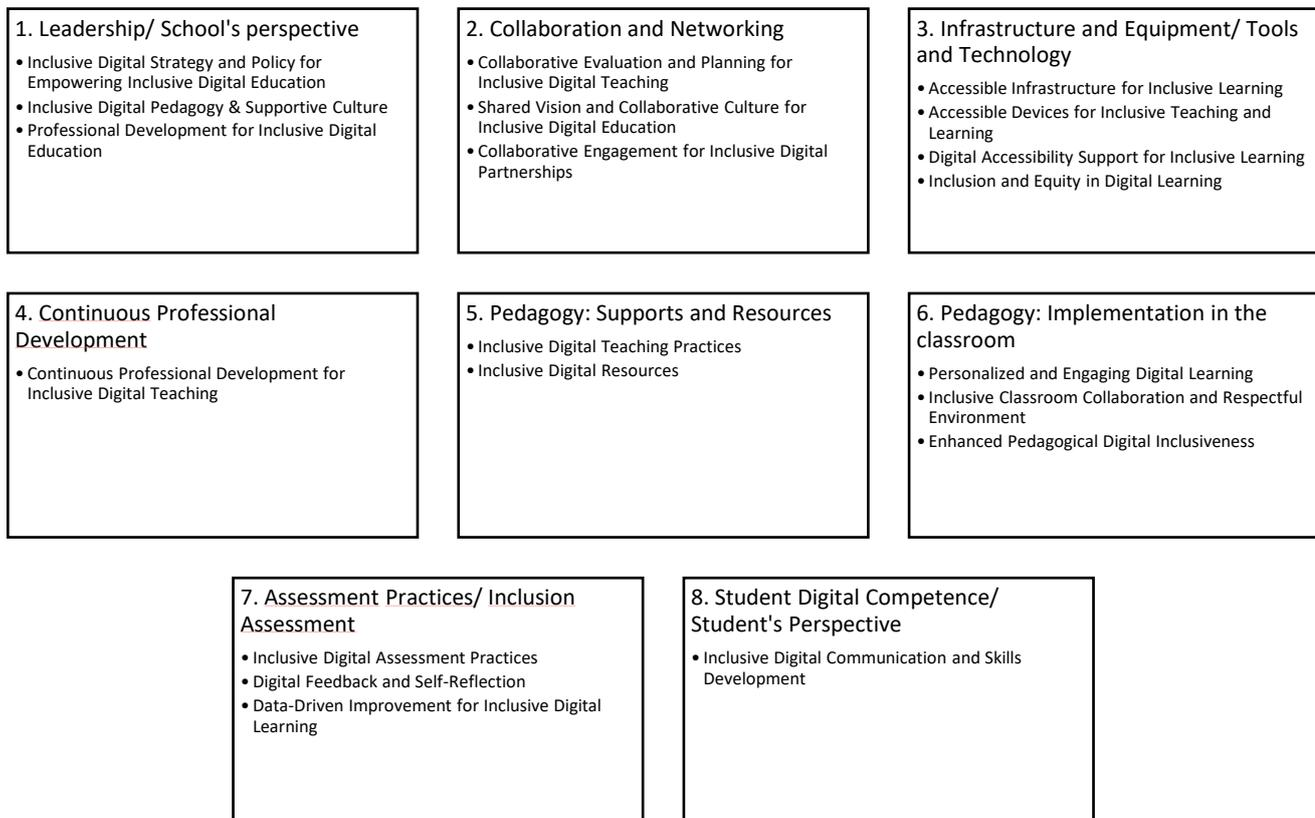 1. Leadership/ School's perspective
• Inclusive Digital Strategy and Policy for
Empowering Inclusive Digital Education
• Inclusive Digital Pedagogy & Supportive Culture
• Professional Development for Inclusive Digital
Education
2. Collaboration and Networking
• Collaborative Evaluation and Planning for
Inclusive Digital Teaching
• Shared Vision and Collaborative Culture for
Inclusive Digital Education
• Collaborative Engagement for Inclusive Digital
Partnerships
3. Infrastructure and Equipment/ Tools
and Technology
• Accessible Infrastructure for Inclusive Learning
• Accessible Devices for Inclusive Teaching and
Learning
• Digital Accessibility Support for Inclusive Learning
• Inclusion and Equity in Digital Learning
4. Continuous Professional
Development
• Continuous Professional Development for
Inclusive Digital Teaching
5. Pedagogy: Supports and Resources
• Inclusive Digital Teaching Practices
• Inclusive Digital Resources
6. Pedagogy: Implementation in the
classroom
• Personalized and Engaging Digital Learning
• Inclusive Classroom Collaboration and Respectful
Environment
• Enhanced Pedagogical Digital Inclusiveness
7. Assessment Practices/ Inclusion
Assessment
• Inclusive Digital Assessment Practices
• Digital Feedback and Self-Reflection
• Data-Driven Improvement for Inclusive Digital
Learning
8. Student Digital Competence/
Student's Perspective
• Inclusive Digital Communication and Skills
Development